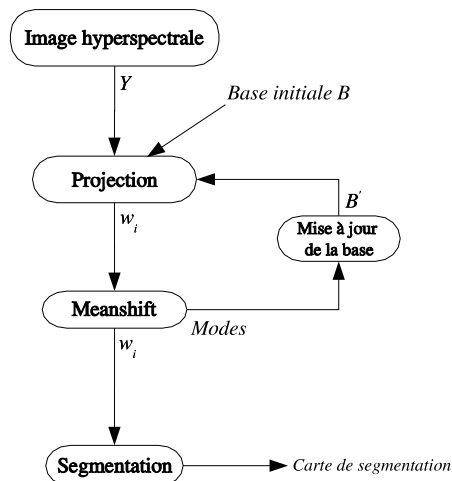 Image hyperspectrale
Y
Base initiale B
Projection
B'
w_i
Mise à jour
de la base
Meanshift
Modes
w_i
Segmentation
Carte de segmentation